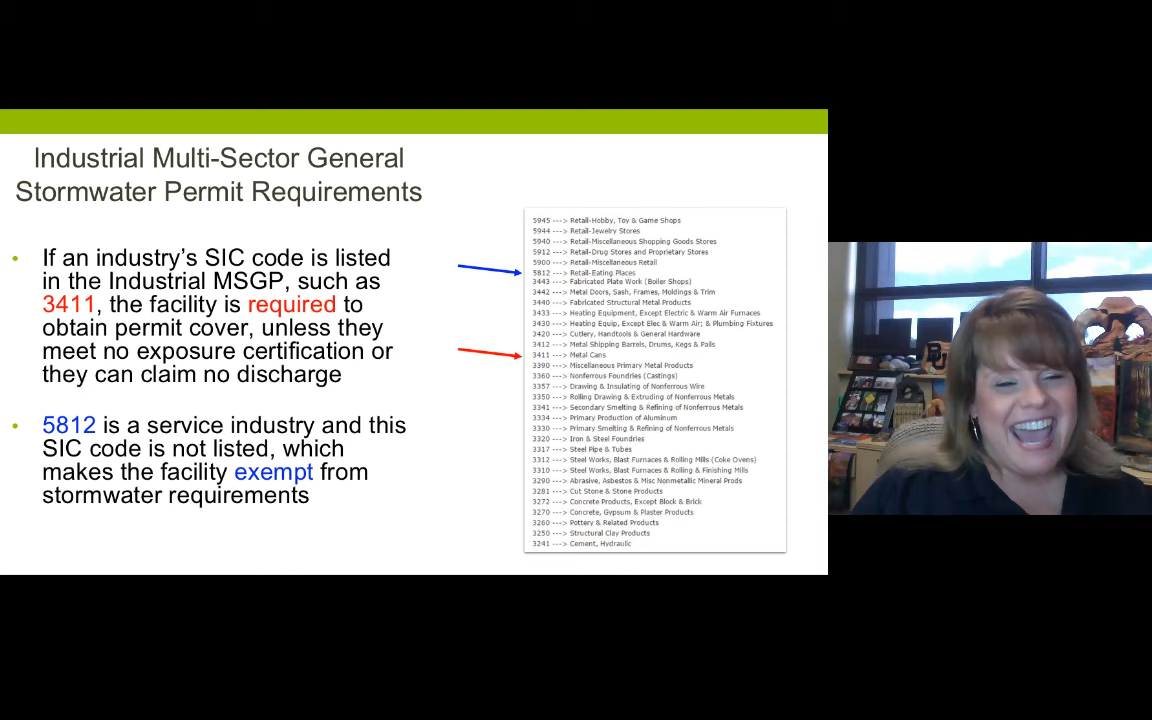 Industrial Multi-Sector General
Stormwater Permit Requirements
• If an industry’s SIC code is listed
in the Industrial MSGP, such as
3411, the facility is required to
obtain permit cover, unless they
meet no exposure certification or
they can claim no discharge
• 5812 is a service industry and this
SIC code is not listed, which
makes the facility exempt from
stormwater requirements
5945 ---> Retail-Hobby, Toy & Game Shops
5944 ---> Retail-Jewelry Stores
5940 ---> Retail-Miscellaneous Shopping Goods Stores
5912 ---> Retail-Drug Stores and Proprietary Stores
5900 ---> Retail-Miscellaneous Retail
5812 ---> Retail-Eating Places
3443 ---> Fabricated Plate Work (Boiler Shops)
3442 ---> Metal Doors, Sash, Frames, Moldings & Trim
3440 ---> Fabricated Structural Metal Products
3433 ---> Heating Equipment, Except Electric & Warm Air Furnaces
3430 ---> Heating Equip, Except Elec & Warm Air; & Plumbing Fixtures
3420 ---> Cutlery, Handtools & General Hardware
3412 ---> Metal Shipping Barrels, Drums, Kegs & Pails
3411 ---> Metal Cans
3390 ---> Miscellaneous Primary Metal Products
3360 ---> Nonferrous Foundries (Castings)
3357 ---> Drawing & Insulating of Nonferrous Wire
3350 ---> Rolling Drawing & Extruding of Nonferrous Metals
3341 ---> Secondary Smelting & Refining of Nonferrous Metals
3334 ---> Primary Production of Aluminum
3330 ---> Primary Smelting & Refining of Nonferrous Metals
3320 ---> Iron & Steel Foundries
3317 ---> Steel Pipe & Tubes
3312 ---> Steel Works, Blast Furnaces & Rolling Mills (Coke Ovens)
3310 ---> Steel Works, Blast Furnaces & Rolling & Finishing Mills
3290 ---> Abrasive, Asbestos & Misc Nonmetallic Mineral Prods
3281 ---> Cut Stone & Stone Products
3272 ---> Concrete Products, Except Block & Brick
3270 ---> Concrete, Gypsum & Plaster Products
3260 ---> Pottery & Related Products
3250 ---> Structural Clay Products
3241 ---> Cement, Hydraulic